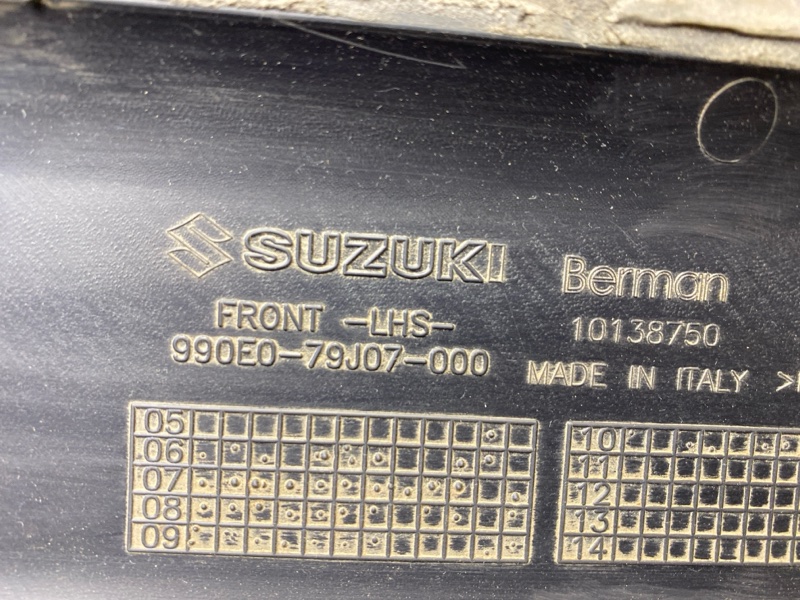 SUZUKI
Berman
FRONT -LHS-
10138750
990E0-79J07-000
MADE IN ITALY >
05
06
07
08
09
10
11
12
13
14